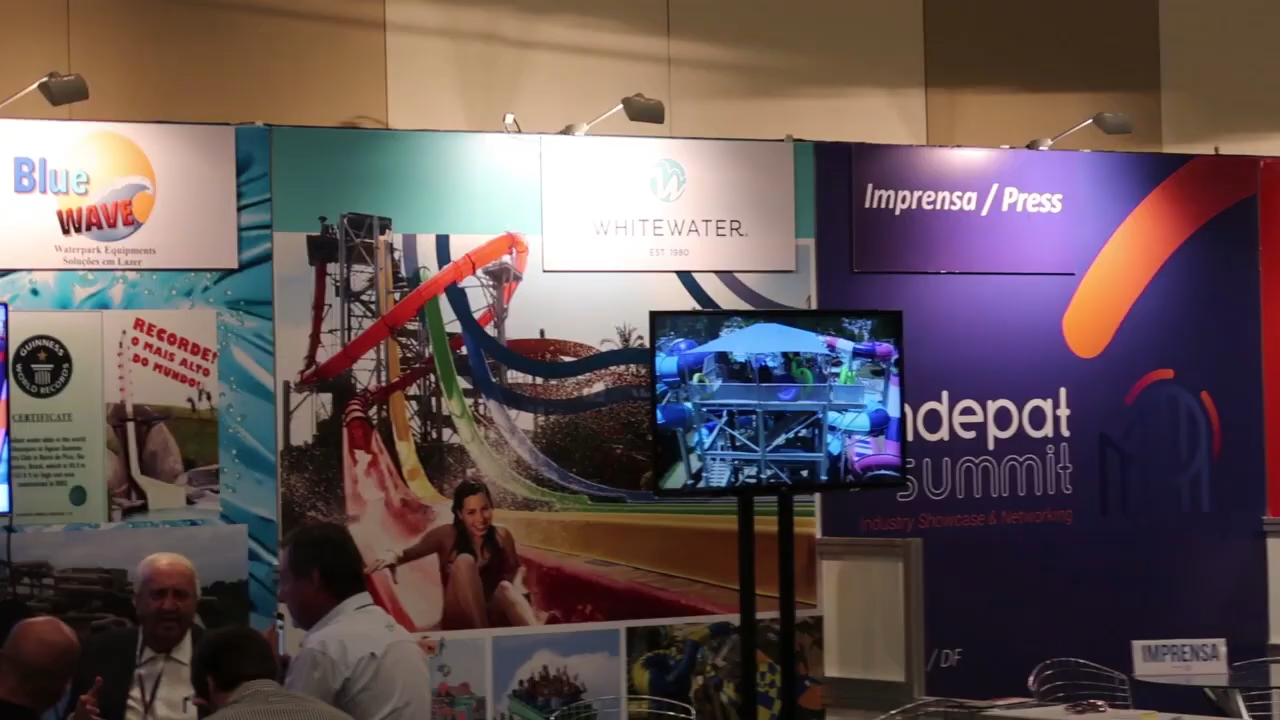 Blue
WAVE
Waterpark Equipments
Soluções em Lazer
GUINNESS
WORLD RECORDS
CERTIFICATE
RECORDE!
O MAIS ALTO
DO MUNDO!
W
WHITEWATER
EST. 1980
Imprensa / Press
ndepat
summit
Industry Showcase & Networking
/ DF
IMPRENSA